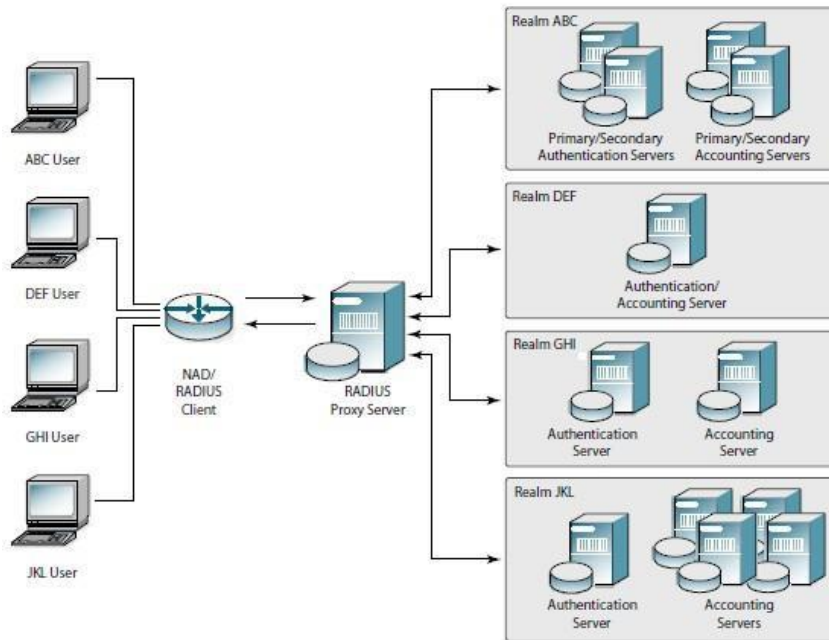 ABC User
DEF User
GHI User
JKL User
NAD/
RADIUS
Client
RADIUS
Proxy Server
Realm ABC
Primary/Secondary
Authentication Servers
Primary/Secondary
Accounting Servers
Realm DEF
Authentication/
Accounting Server
Realm GHI
Authentication
Server
Accounting
Server
Realm JKL
Authentication
Server
Accounting
Servers